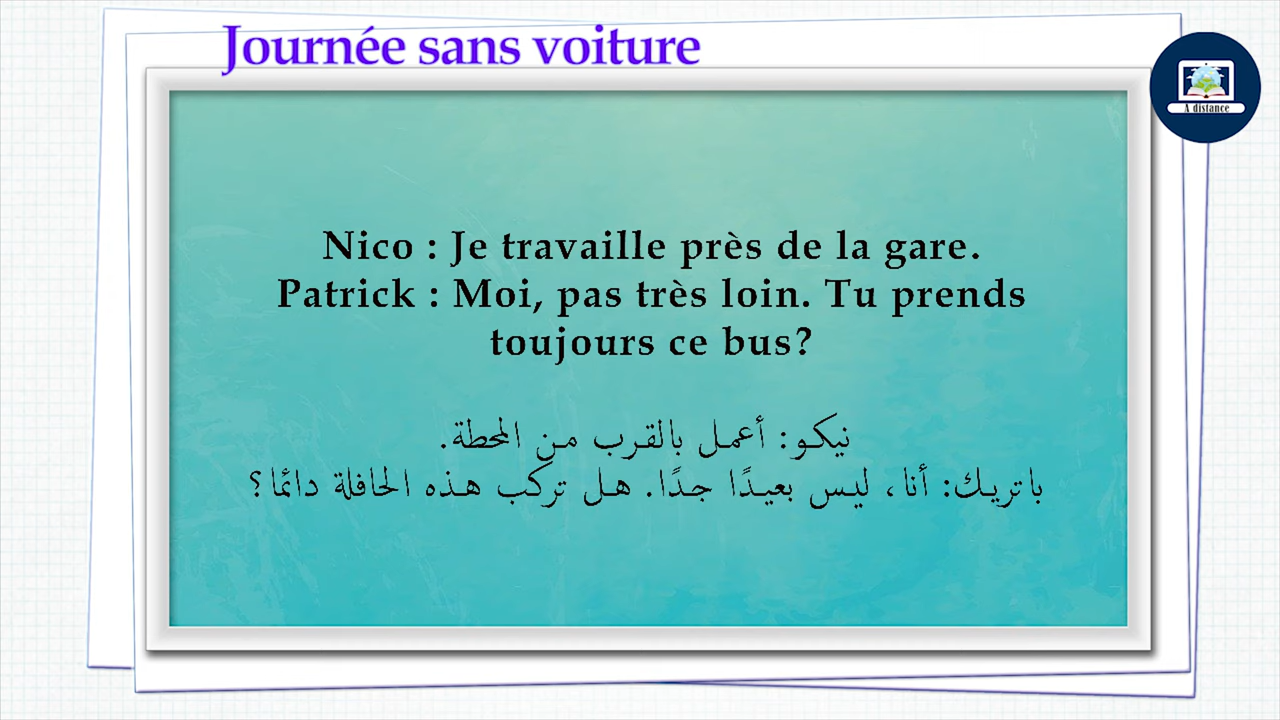 Journée sans voiture
A distance
Nico : Je travaille près de la gare.
Patrick : Moi, pas très loin. Tu prends
toujours ce bus?
نيكو: أعمل بالقرب من المحطة.
باتريك: أنا، ليس بعيدًا جدًا. هل تركب هذه الحافلة دائما؟